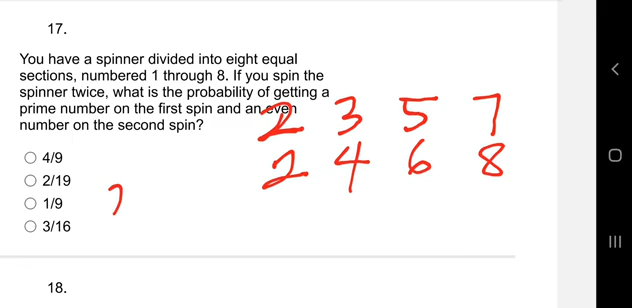 17.
You have a spinner divided into eight equal
sections, numbered 1 through 8. If you spin the
spinner twice, what is the probability of getting a
prime number on the first spin and an even
number on the second spin?
2 3 5 7
2 4 6 8
4/9
2/19
1/9
3/16
18.